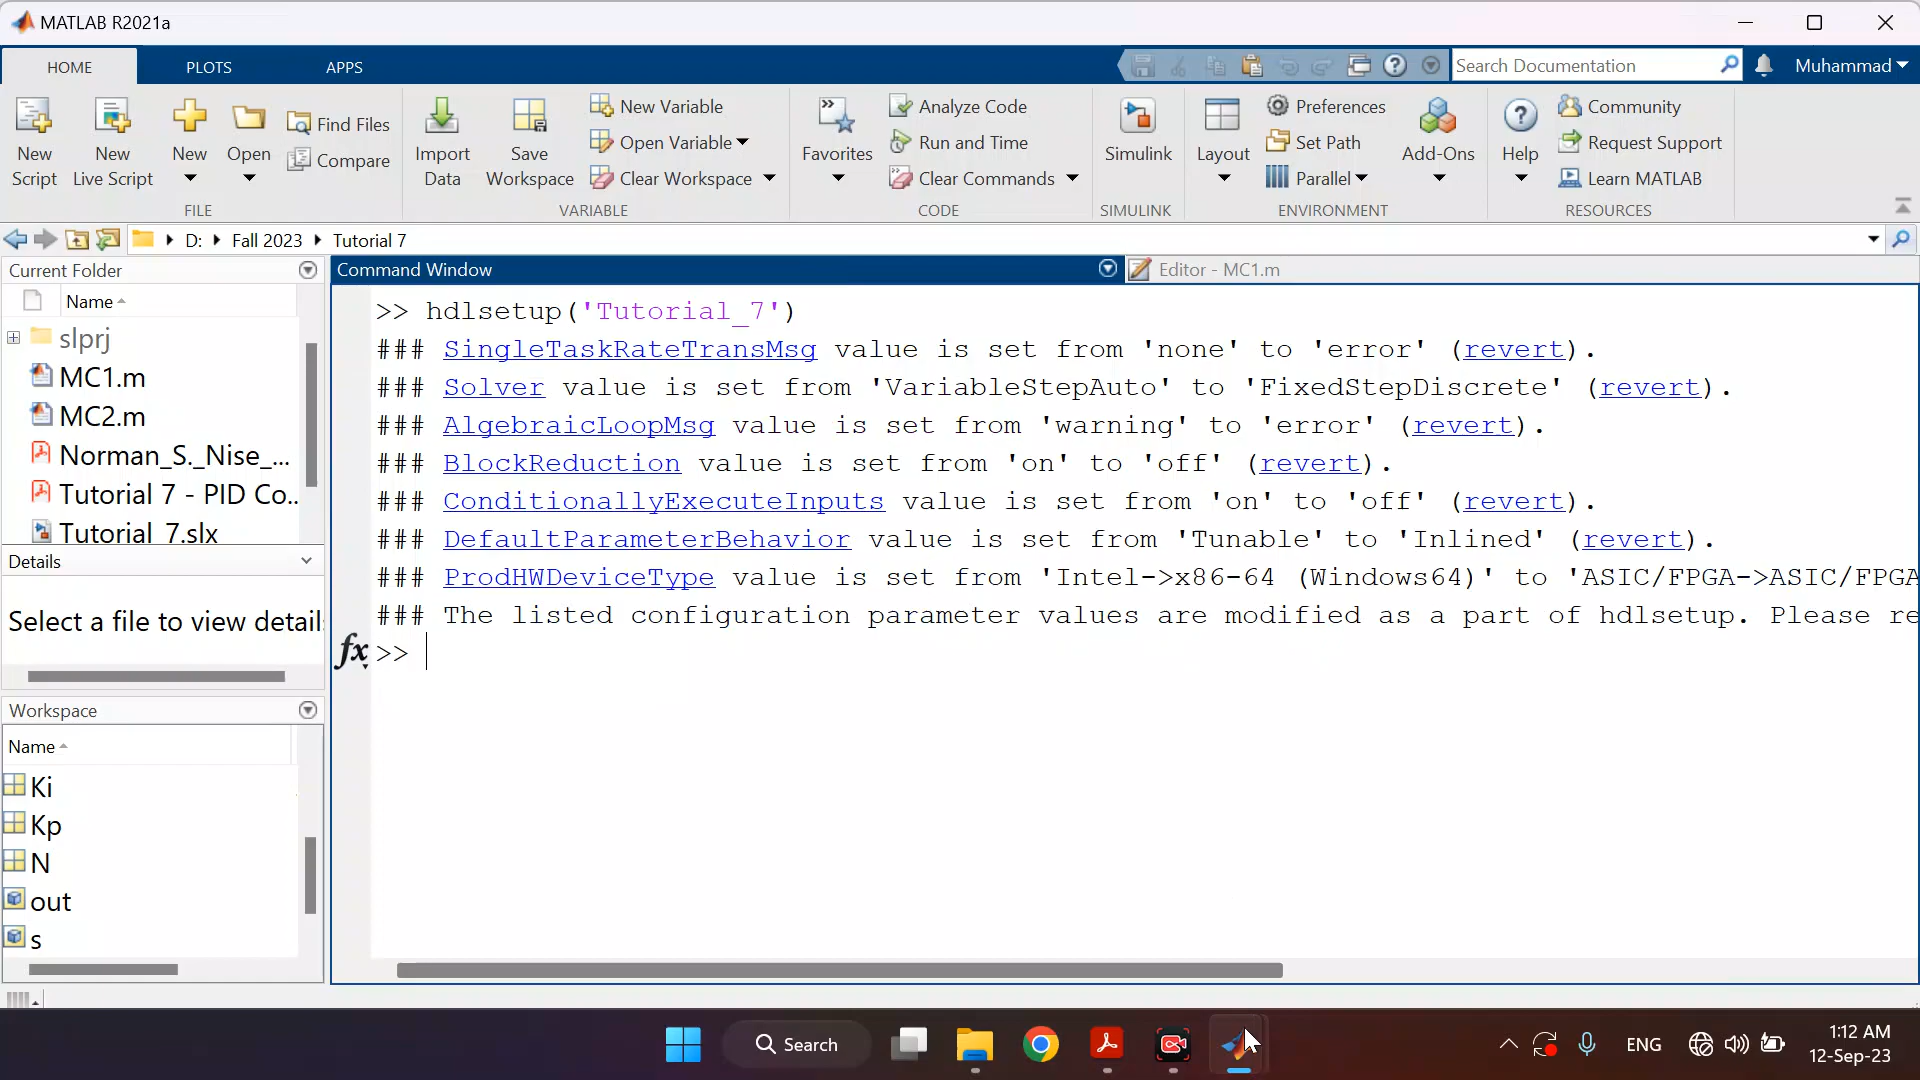 MATLAB R2021a
HOME PLOTS APPS Search Documentation Muhammad
New Script
New Live Script
New
Open
Find Files
Compare
FILE
Import Data
Save Workspace
New Variable
Open Variable
Clear Workspace
VARIABLE
Favorites
Analyze Code
Run and Time
Clear Commands
CODE
Simulink
SIMULINK
Layout
Preferences
Set Path
Parallel
Add-Ons
ENVIRONMENT
Help
Community
Request Support
Learn MATLAB
RESOURCES
D: Fall 2023 Tutorial 7
Current Folder
Name
slprj
MC1.m
MC2.m
Norman_S._Nise_...
Tutorial 7 - PID Co...
Tutorial_7.slx
Details
Select a file to view detail
Workspace
Name
Ki
Kp
N
out
s
Command Window
Editor - MC1.m
>> hdlsetup('Tutorial_7')
### SingleTaskRateTransMsg value is set from 'none' to 'error' (revert).
### Solver value is set from 'VariableStepAuto' to 'FixedStepDiscrete' (revert).
### AlgebraicLoopMsg value is set from 'warning' to 'error' (revert).
### BlockReduction value is set from 'on' to 'off' (revert).
### ConditionallyExecuteInputs value is set from 'on' to 'off' (revert).
### DefaultParameterBehavior value is set from 'Tunable' to 'Inlined' (revert).
### ProdHWDeviceType value is set from 'Intel->x86-64 (Windows64)' to 'ASIC/FPGA->ASIC/FPGA
### The listed configuration parameter values are modified as a part of hdlsetup. Please re
fx >>
Search
ENG
1:12 AM
12-Sep-23